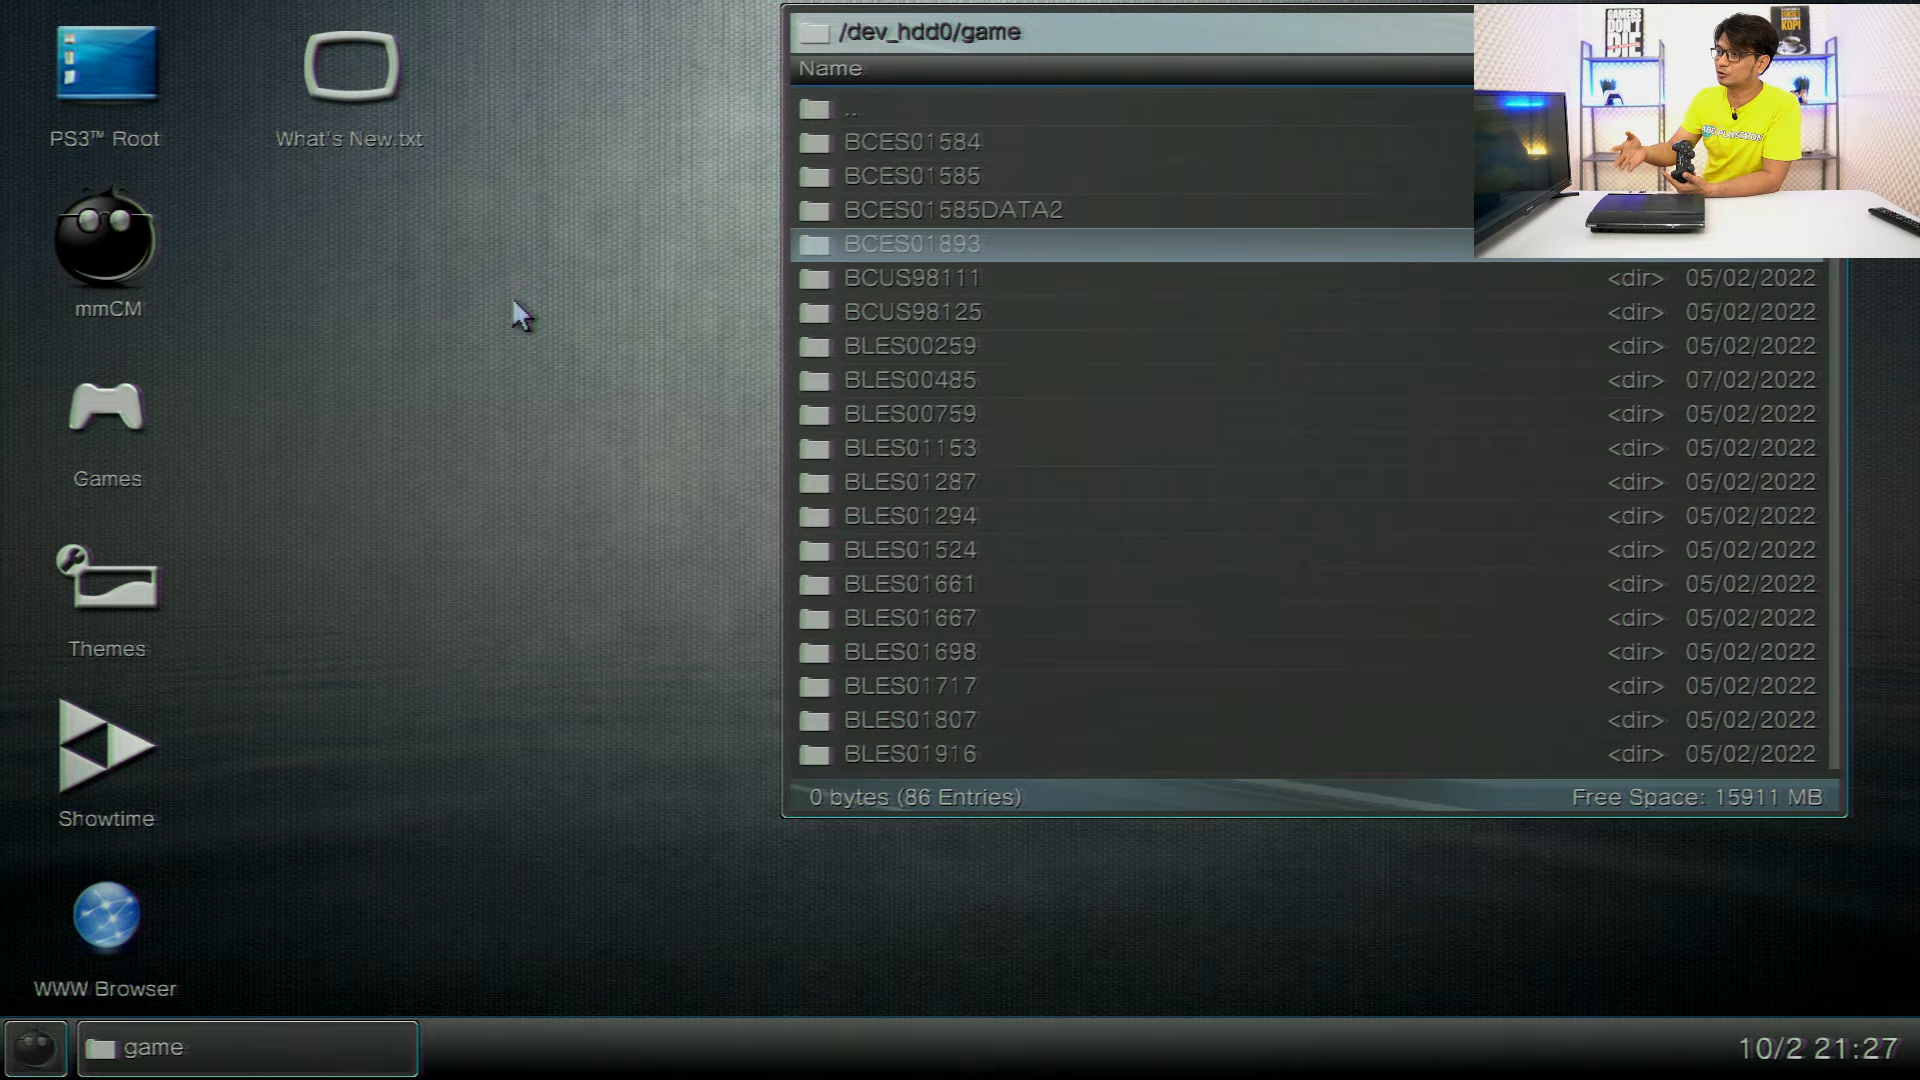 PS3™ Root
What's New.txt
mmCM
Games
Themes
Showtime
WWW Browser
/dev_hdd0/game
Name
..
BCES01584
BCES01585
BCES01585DATA2
BCES01893
BCUS98111 <dir> 05/02/2022
BCUS98125 <dir> 05/02/2022
BLES00259 <dir> 05/02/2022
BLES00485 <dir> 07/02/2022
BLES00759 <dir> 05/02/2022
BLES01153 <dir> 05/02/2022
BLES01287 <dir> 05/02/2022
BLES01294 <dir> 05/02/2022
BLES01524 <dir> 05/02/2022
BLES01661 <dir> 05/02/2022
BLES01667 <dir> 05/02/2022
BLES01698 <dir> 05/02/2022
BLES01717 <dir> 05/02/2022
BLES01807 <dir> 05/02/2022
BLES01916 <dir> 05/02/2022
0 bytes (86 Entries) Free Space: 15911 MB
GAMERS
DON'T
DIE
KOPI
PLAYSTATION
game
10/2 21:27